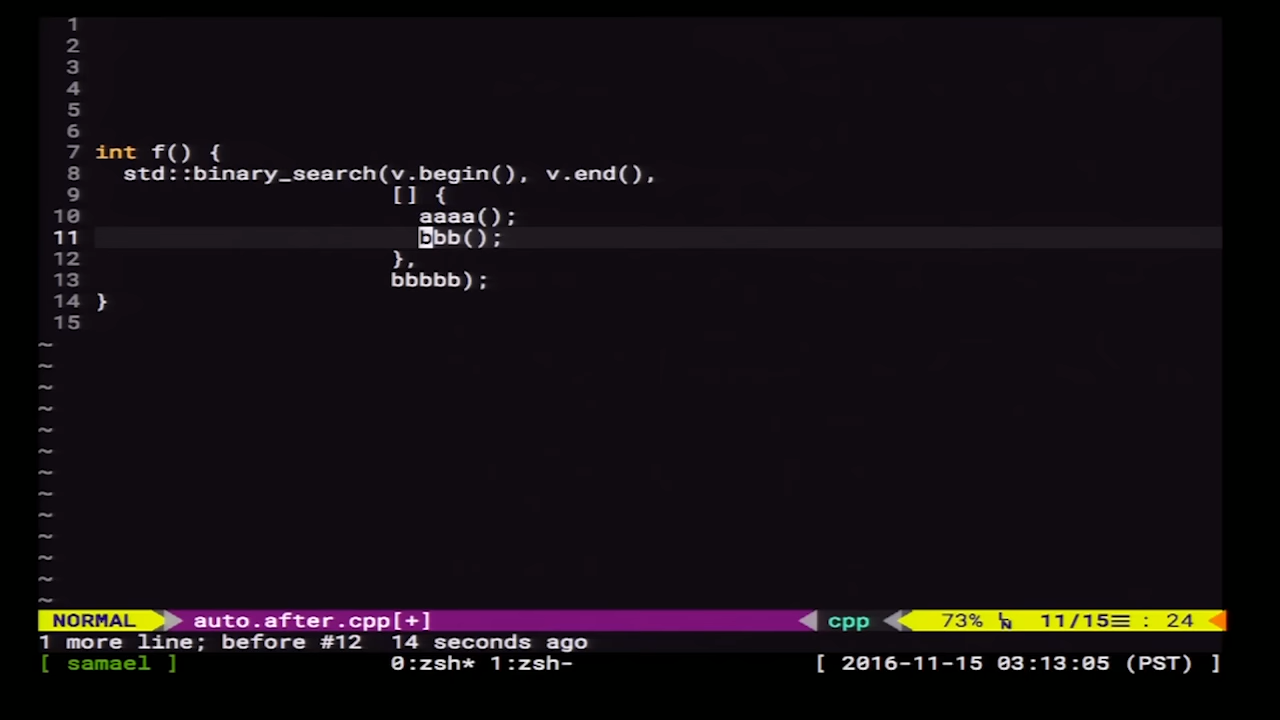 1
2
3
4
5
6
7 int f() {
8 std::binary_search(v.begin(), v.end(),
9 [] {
10 aaaa();
11 bbb();
12 },
13 bbbbb);
14 }
15
~
~
~
~
~
~
~
~
~
~
~
~
~
NORMAL auto.after.cpp[+] cpp 73% 11/15☰ : 24
1 more line; before #12 14 seconds ago
[ samael ] 0:zsh* 1:zsh- [ 2016-11-15 03:13:05 (PST) ]